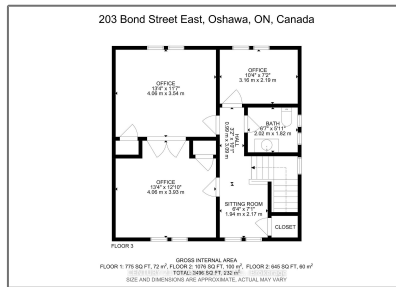 203 Bond Street East, Oshawa, ON, Canada
OFFICE
13'4" x 11'7"
4.06 m x 3.54 m
OFFICE
10'4" x 7'2"
3.16 m x 2.19 m
BATH
6'7" x 5'11"
2.02 m x 1.82 m
HALL
OFFICE
13'4" x 12'10"
4.06 m x 3.93 m
SITTING ROOM
6'4" x 7'1"
1.94 m x 2.17 m
CLOSET
FLOOR 3
GROSS INTERNAL AREA
FLOOR 1: 775 SQ FT, 72 m², FLOOR 2: 1076 SQ FT, 100 m², FLOOR 2: 645 SQ FT, 60 m²
TOTAL: 2496 SQ FT, 232 m²
SIZE AND DIMENSIONS ARE APPROXIMATE, ACTUAL MAY VARY